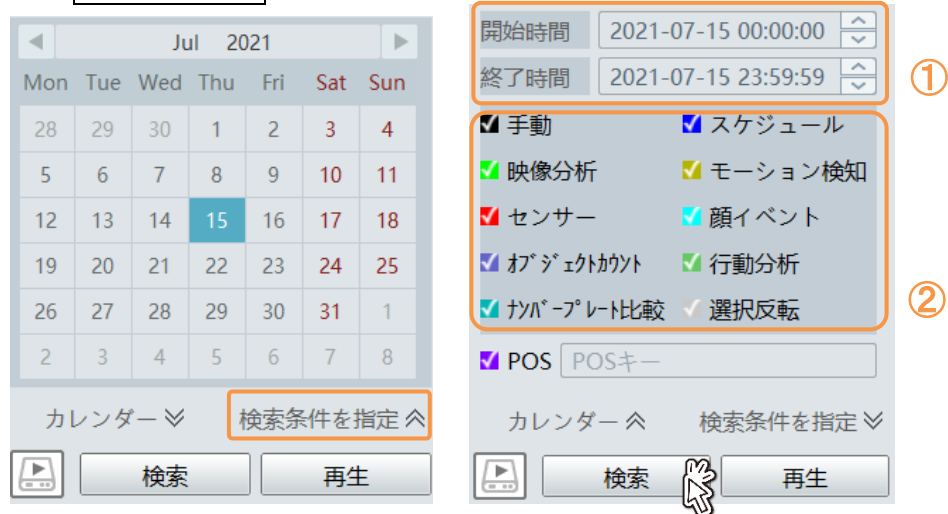 Jul 2021
Mon Tue Wed Thu Fri Sat Sun
28 29 30 1 2 3 4
5 6 7 8 9 10 11
12 13 14 15 16 17 18
19 20 21 22 23 24 25
26 27 28 29 30 31 1
2 3 4 5 6 7 8
カレンダー 検索条件を指定
検索 再生
開始時間 2021-07-15 00:00:00
終了時間 2021-07-15 23:59:59
①
手動 スケジュール
映像分析 モーション検知
センサー 顔イベント
オブジェクトカウント 行動分析
ナンバープレート比較 選択反転
②
POS POSキー
カレンダー 検索条件を指定
検索 再生